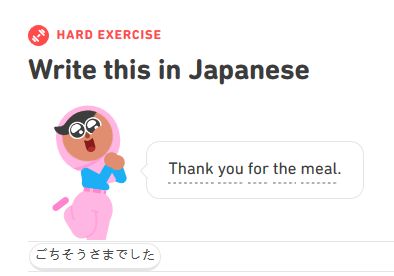 HARD EXERCISE
Write this in Japanese
Thank you for the meal.
ごちそうさまでした